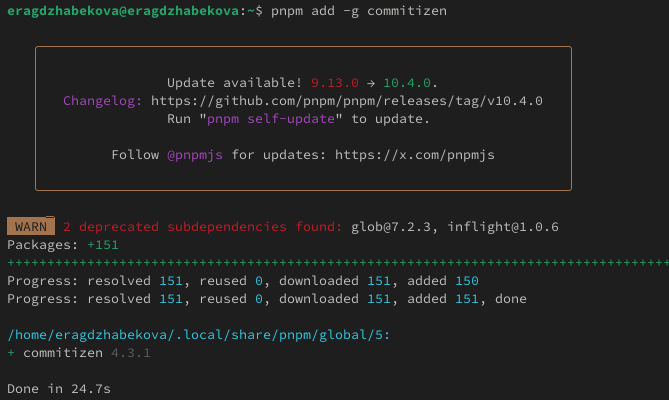 eragdzhabekova@eragdzhabekova:~$ pnpm add -g commitizen
Update available! 9.13.0 → 10.4.0.
Changelog: https://github.com/pnpm/pnpm/releases/tag/v10.4.0
Run "pnpm self-update" to update.
Follow @pnpmjs for updates: https://x.com/pnpmjs
WARN 2 deprecated subdependencies found: glob@7.2.3, inflight@1.0.6
Packages: +151
+++++++++++++++++++++++++++++++++++++++++++++++++++++++++++++++++++++++++++++++++++
Progress: resolved 151, reused 0, downloaded 151, added 150
Progress: resolved 151, reused 0, downloaded 151, added 151, done
/home/eragdzhabekova/.local/share/pnpm/global/5:
+ commitizen 4.3.1
Done in 24.7s